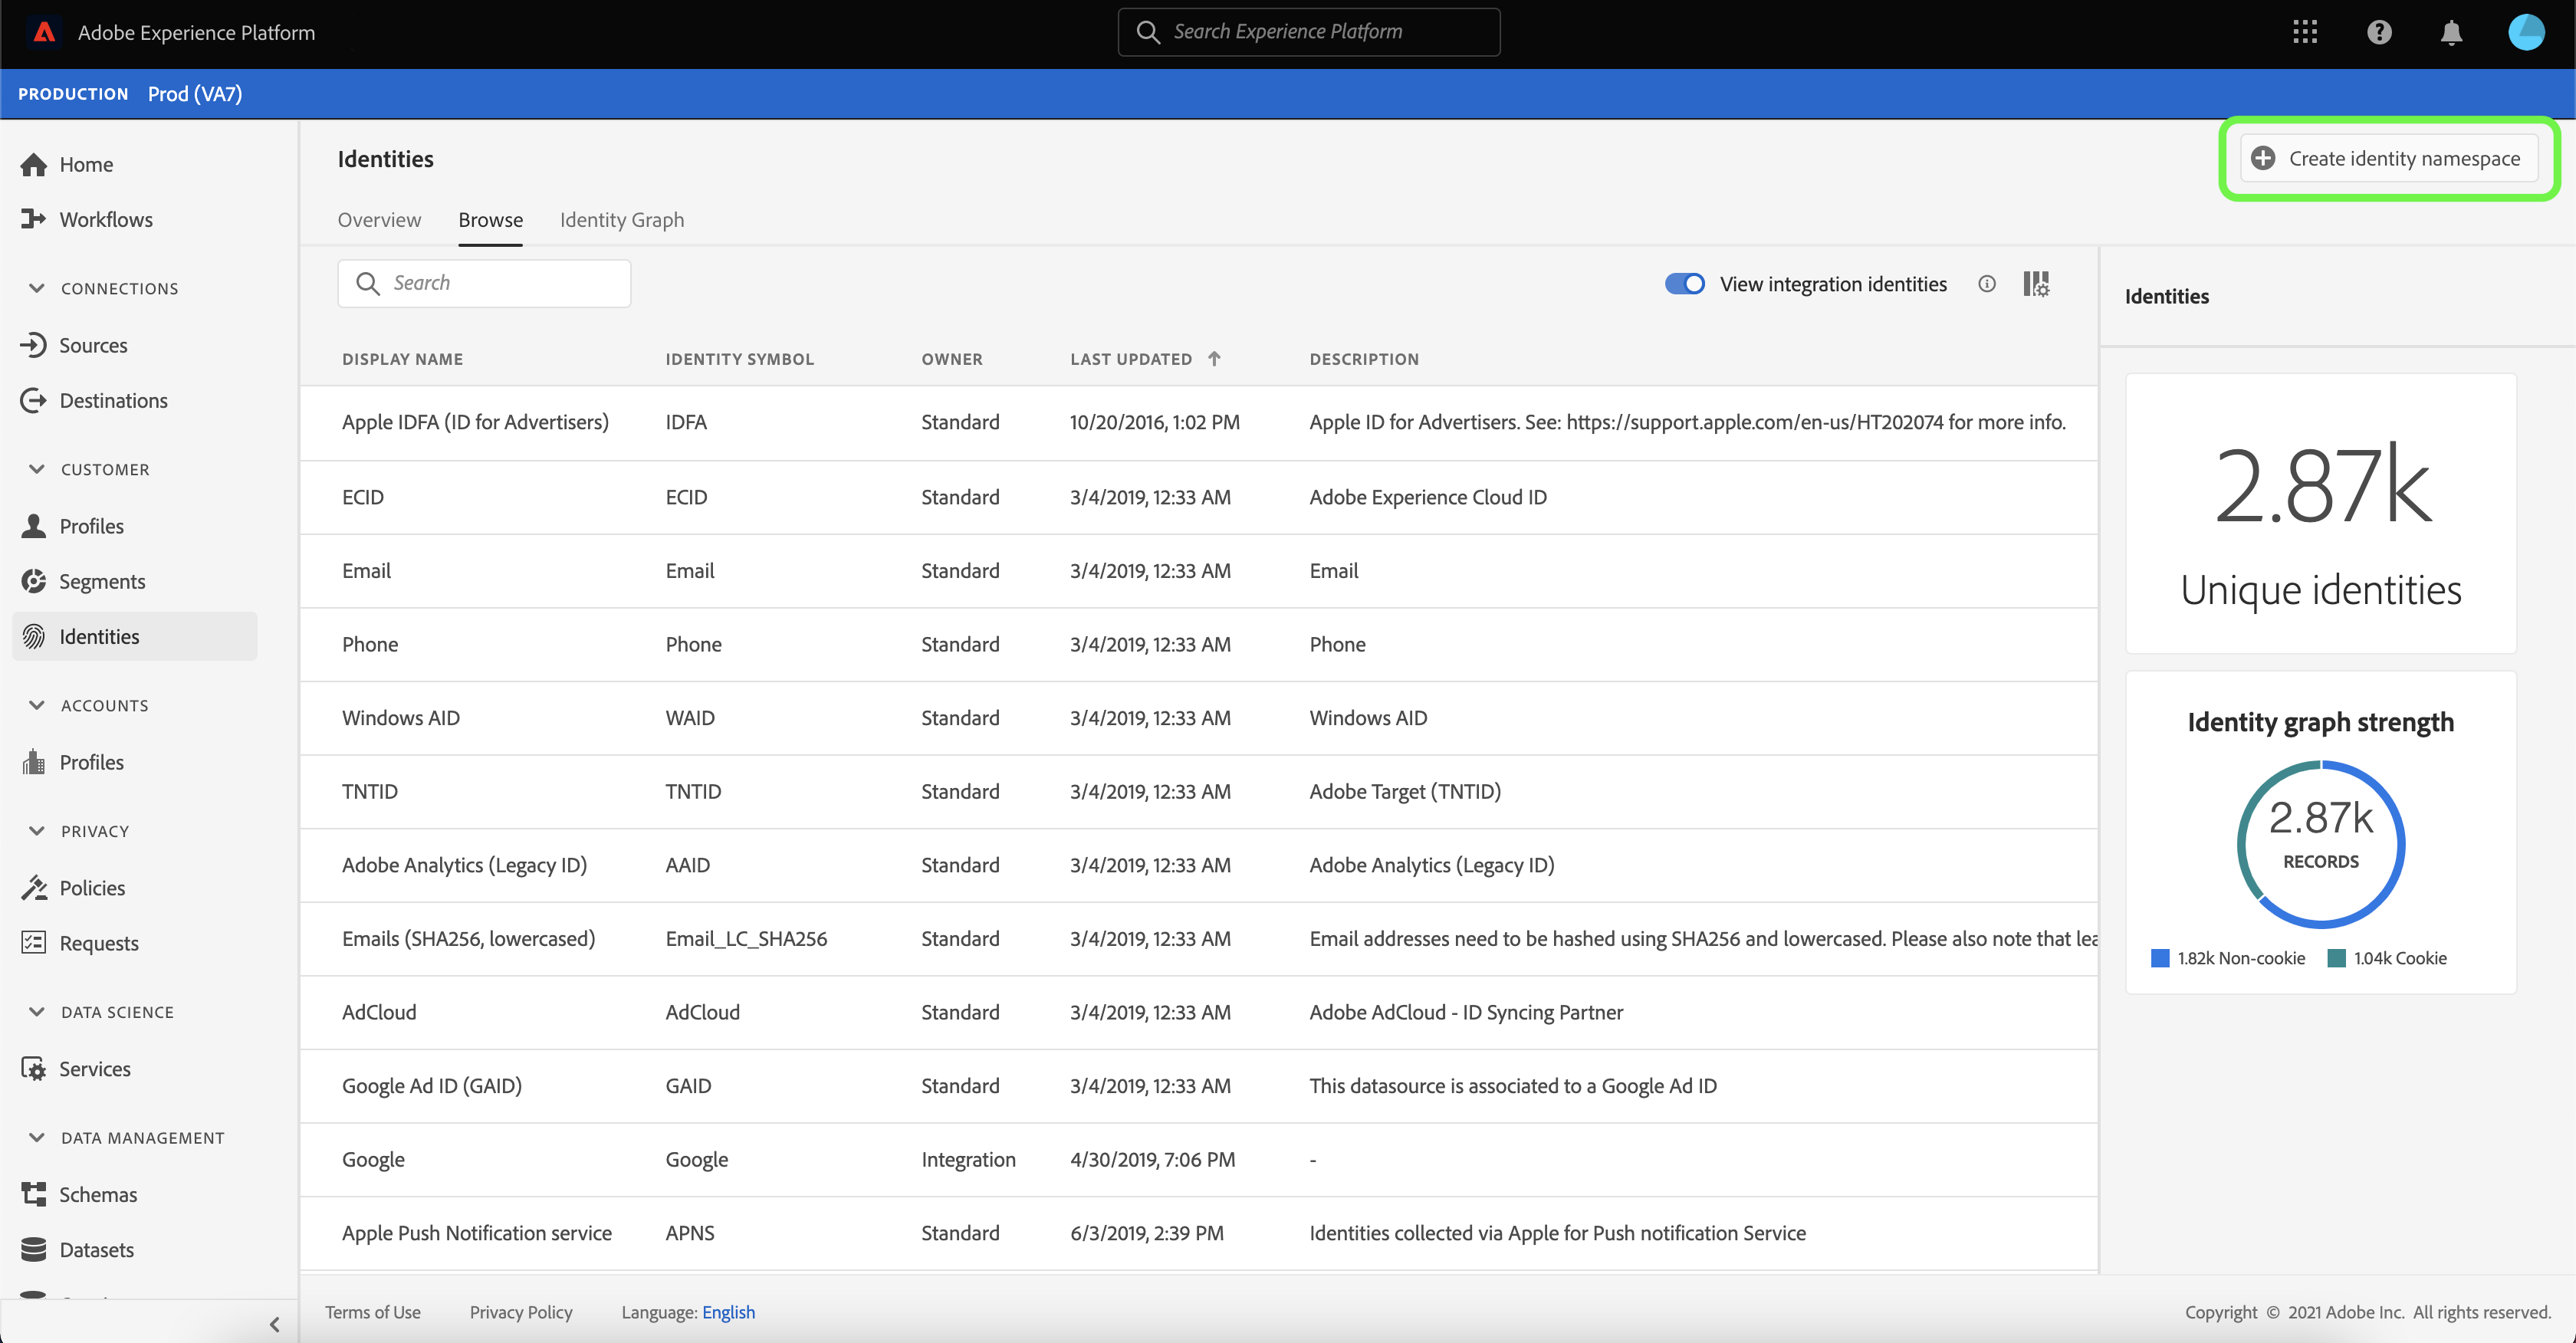 Adobe Experience Platform
Search Experience Platform
PRODUCTION Prod (VA7)
Home
Workflows
CONNECTIONS
Sources
Destinations
CUSTOMER
Profiles
Segments
Identities
ACCOUNTS
Profiles
PRIVACY
Policies
Requests
DATA SCIENCE
Services
DATA MANAGEMENT
Schemas
Datasets
Identities
Create identity namespace
Overview Browse Identity Graph
Search
View integration identities
DISPLAY NAME IDENTITY SYMBOL OWNER LAST UPDATED DESCRIPTION
Apple IDFA (ID for Advertisers) IDFA Standard 10/20/2016, 1:02 PM Apple ID for Advertisers. See: https://support.apple.com/en-us/HT202074 for more info.
ECID ECID Standard 3/4/2019, 12:33 AM Adobe Experience Cloud ID
Email Email Standard 3/4/2019, 12:33 AM Email
Phone Phone Standard 3/4/2019, 12:33 AM Phone
Windows AID WAID Standard 3/4/2019, 12:33 AM Windows AID
TNTID TNTID Standard 3/4/2019, 12:33 AM Adobe Target (TNTID)
Adobe Analytics (Legacy ID) AAID Standard 3/4/2019, 12:33 AM Adobe Analytics (Legacy ID)
Emails (SHA256, lowercased) Email_LC_SHA256 Standard 3/4/2019, 12:33 AM Email addresses need to be hashed using SHA256 and lowercased. Please also note that lea
AdCloud AdCloud Standard 3/4/2019, 12:33 AM Adobe AdCloud - ID Syncing Partner
Google Ad ID (GAID) GAID Standard 3/4/2019, 12:33 AM This datasource is associated to a Google Ad ID
Google Google Integration 4/30/2019, 7:06 PM -
Apple Push Notification service APNS Standard 6/3/2019, 2:39 PM Identities collected via Apple for Push notification Service
Identities
2.87k
Unique identities
Identity graph strength
2.87k
RECORDS
1.82k Non-cookie 1.04k Cookie
Terms of Use Privacy Policy Language: English
Copyright © 2021 Adobe Inc. All rights reserved.